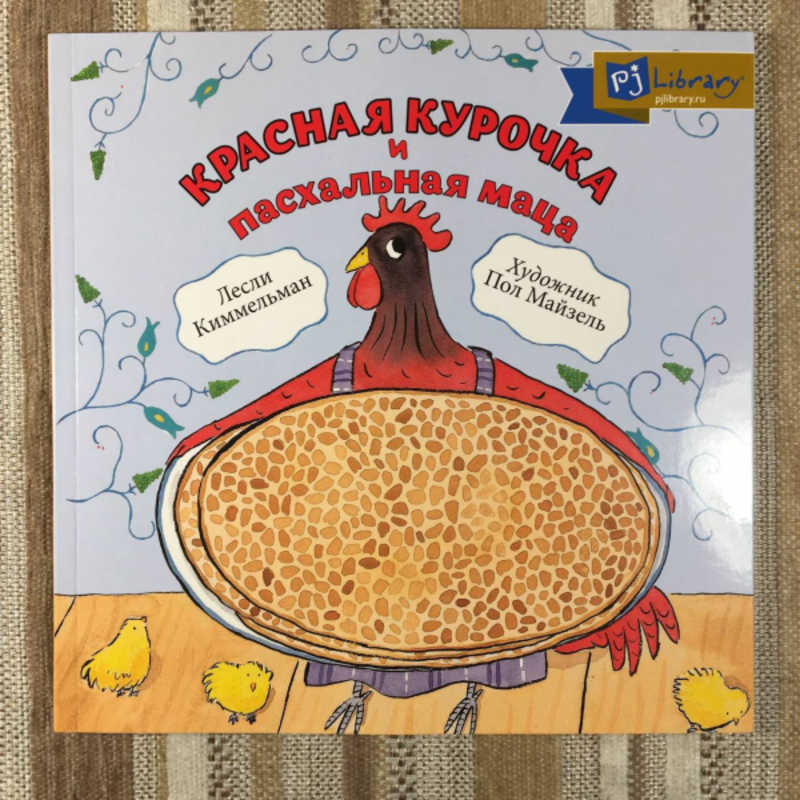 Pj Library
pjlibrary.ru
КРАСНАЯ КУРОЧКА
и
пасхальная маца
Лесли
Киммельман
Художник
Пол Майзель